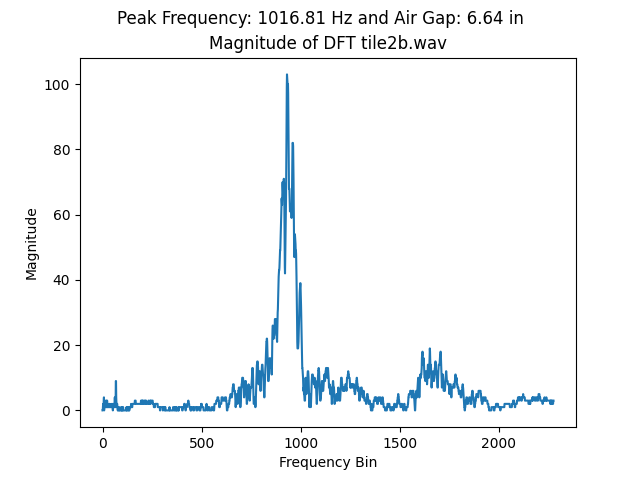 Peak Frequency: 1016.81 Hz and Air Gap: 6.64 in
Magnitude of DFT tile2b.wav
Magnitude
100
80
60
40
20
0
0 500 1000 1500 2000
Frequency Bin